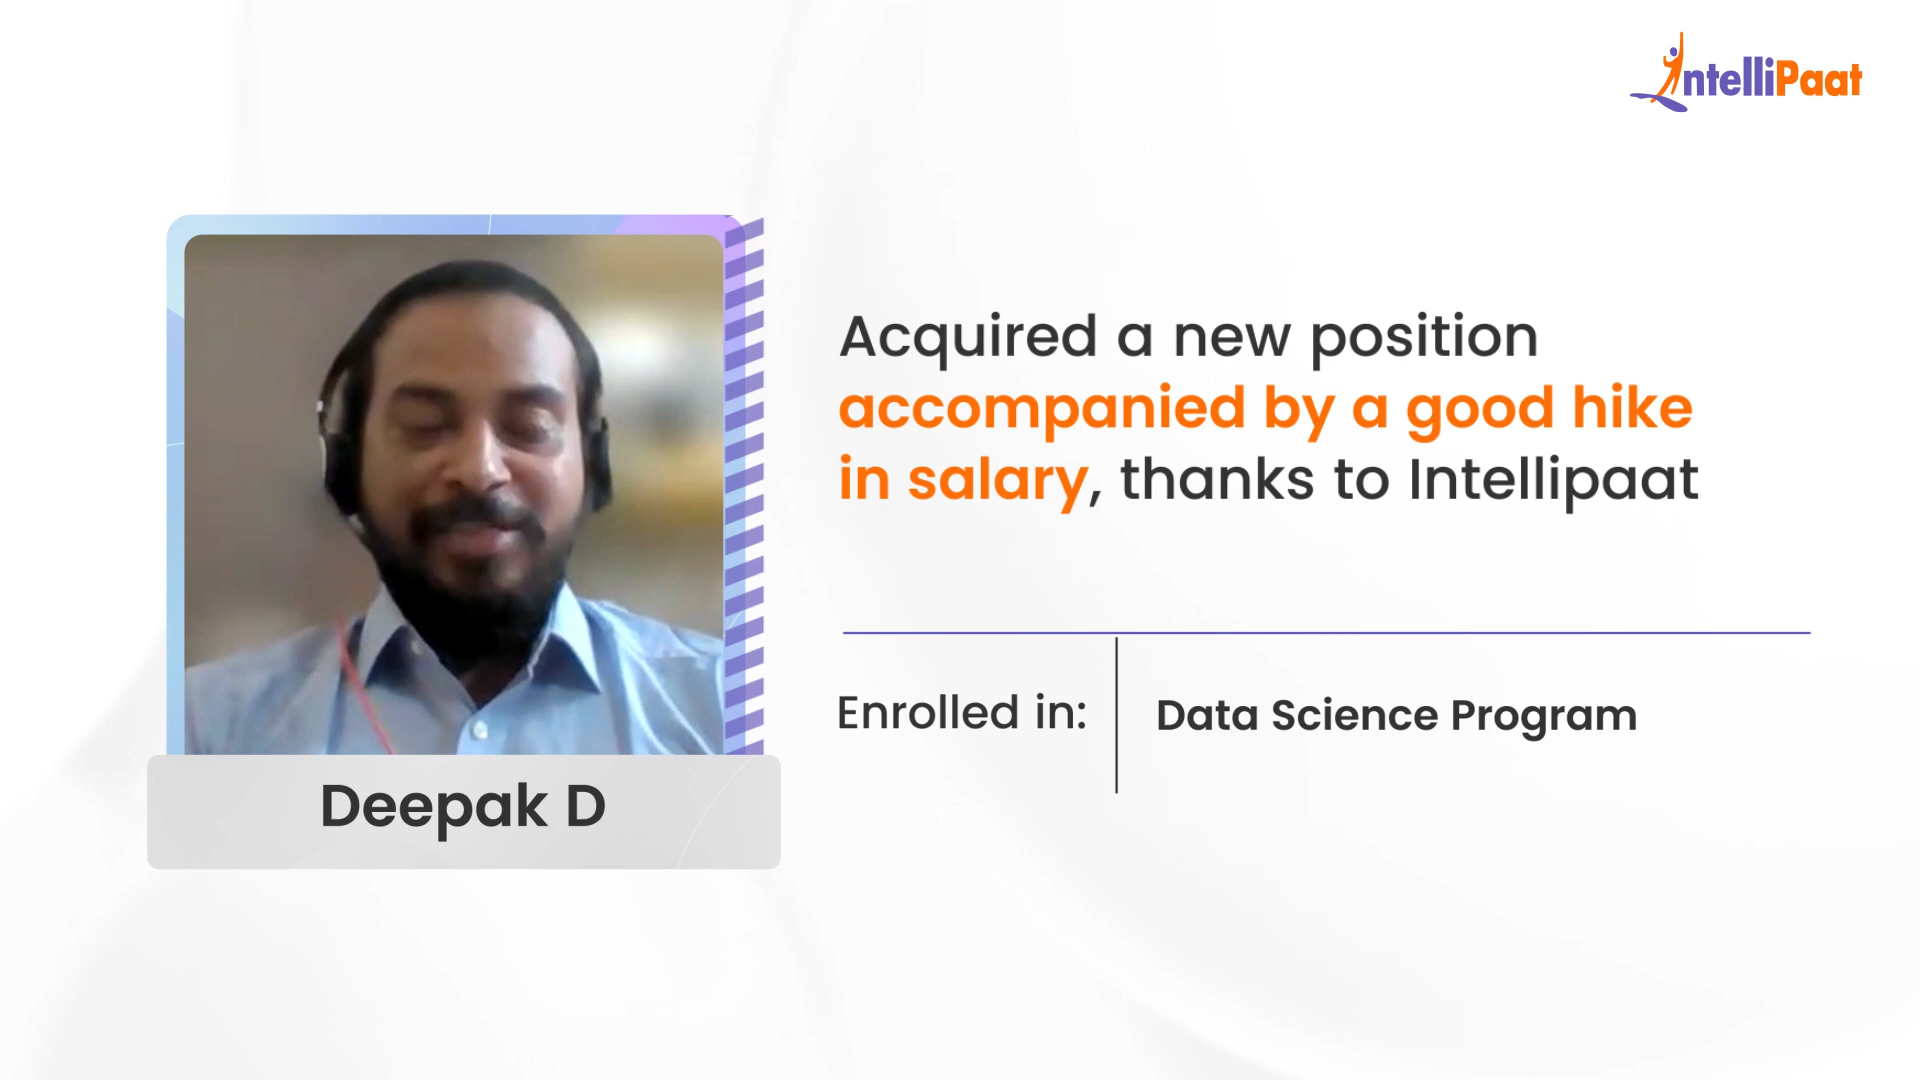 IntelliPaat
Acquired a new position
accompanied by a good hike
in salary, thanks to Intellipaat
Enrolled in:
Data Science Program
Deepak D